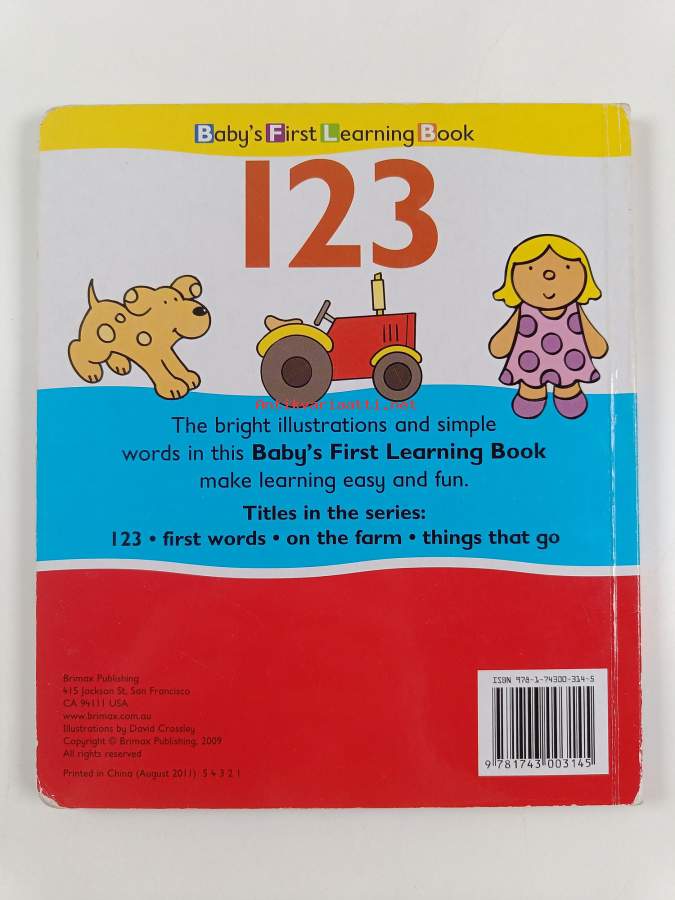 Baby's First Learning Book
123
Antikvariaatti.net
The bright illustrations and simple
words in this Baby's First Learning Book
make learning easy and fun.
Titles in the series:
123 • first words • on the farm • things that go
Brimax Publishing
415 Jackson St, San Francisco
CA 94111 USA
www.brimax.com.au
Illustrations by David Crossley
Copyright © Brimax Publishing, 2009
All rights reserved
Printed in China (August 2011) 5 4 3 2 1
ISBN 978-1-74300-314-5
9 781743 003145